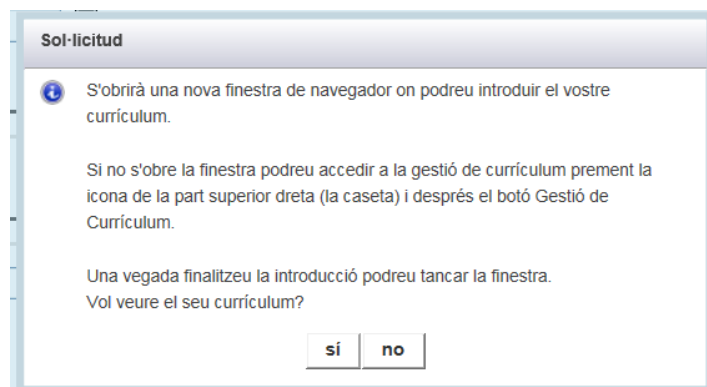 Sol·licitud
S'obrirà una nova finestra de navegador on podreu introduir el vostre
currículum.
Si no s'obre la finestra podreu accedir a la gestió de currículum prement la
icona de la part superior dreta (la caseta) i després el botó Gestió de
Currículum.
Una vegada finalitzeu la introducció podreu tancar la finestra.
Vol veure el seu currículum?
sí no